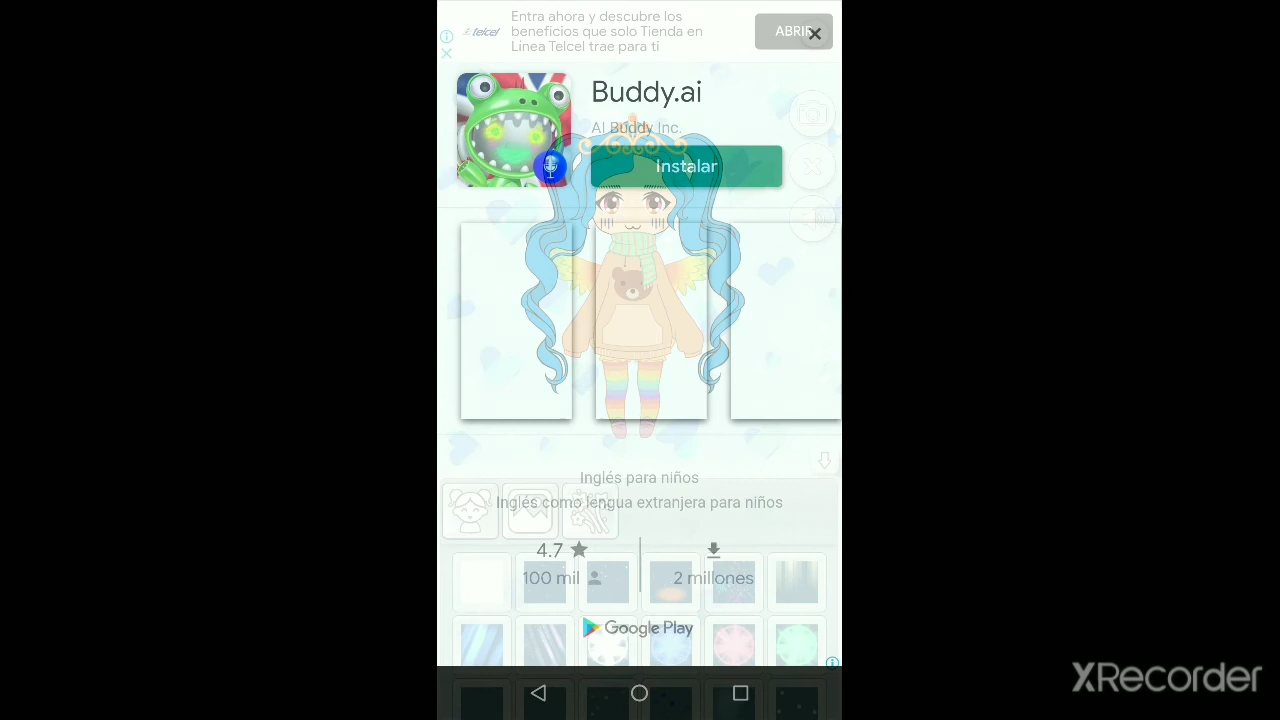 Entra ahora y descubre los
beneficios que solo Tienda en
Linea Telcel trae para ti
telcel
ABRIR
Buddy.ai
AI Buddy Inc.
Instalar
Inglés para niños
Inglés como lengua extranjera para niños
4.7
100 mil
2 millones
Google Play
XRecorder